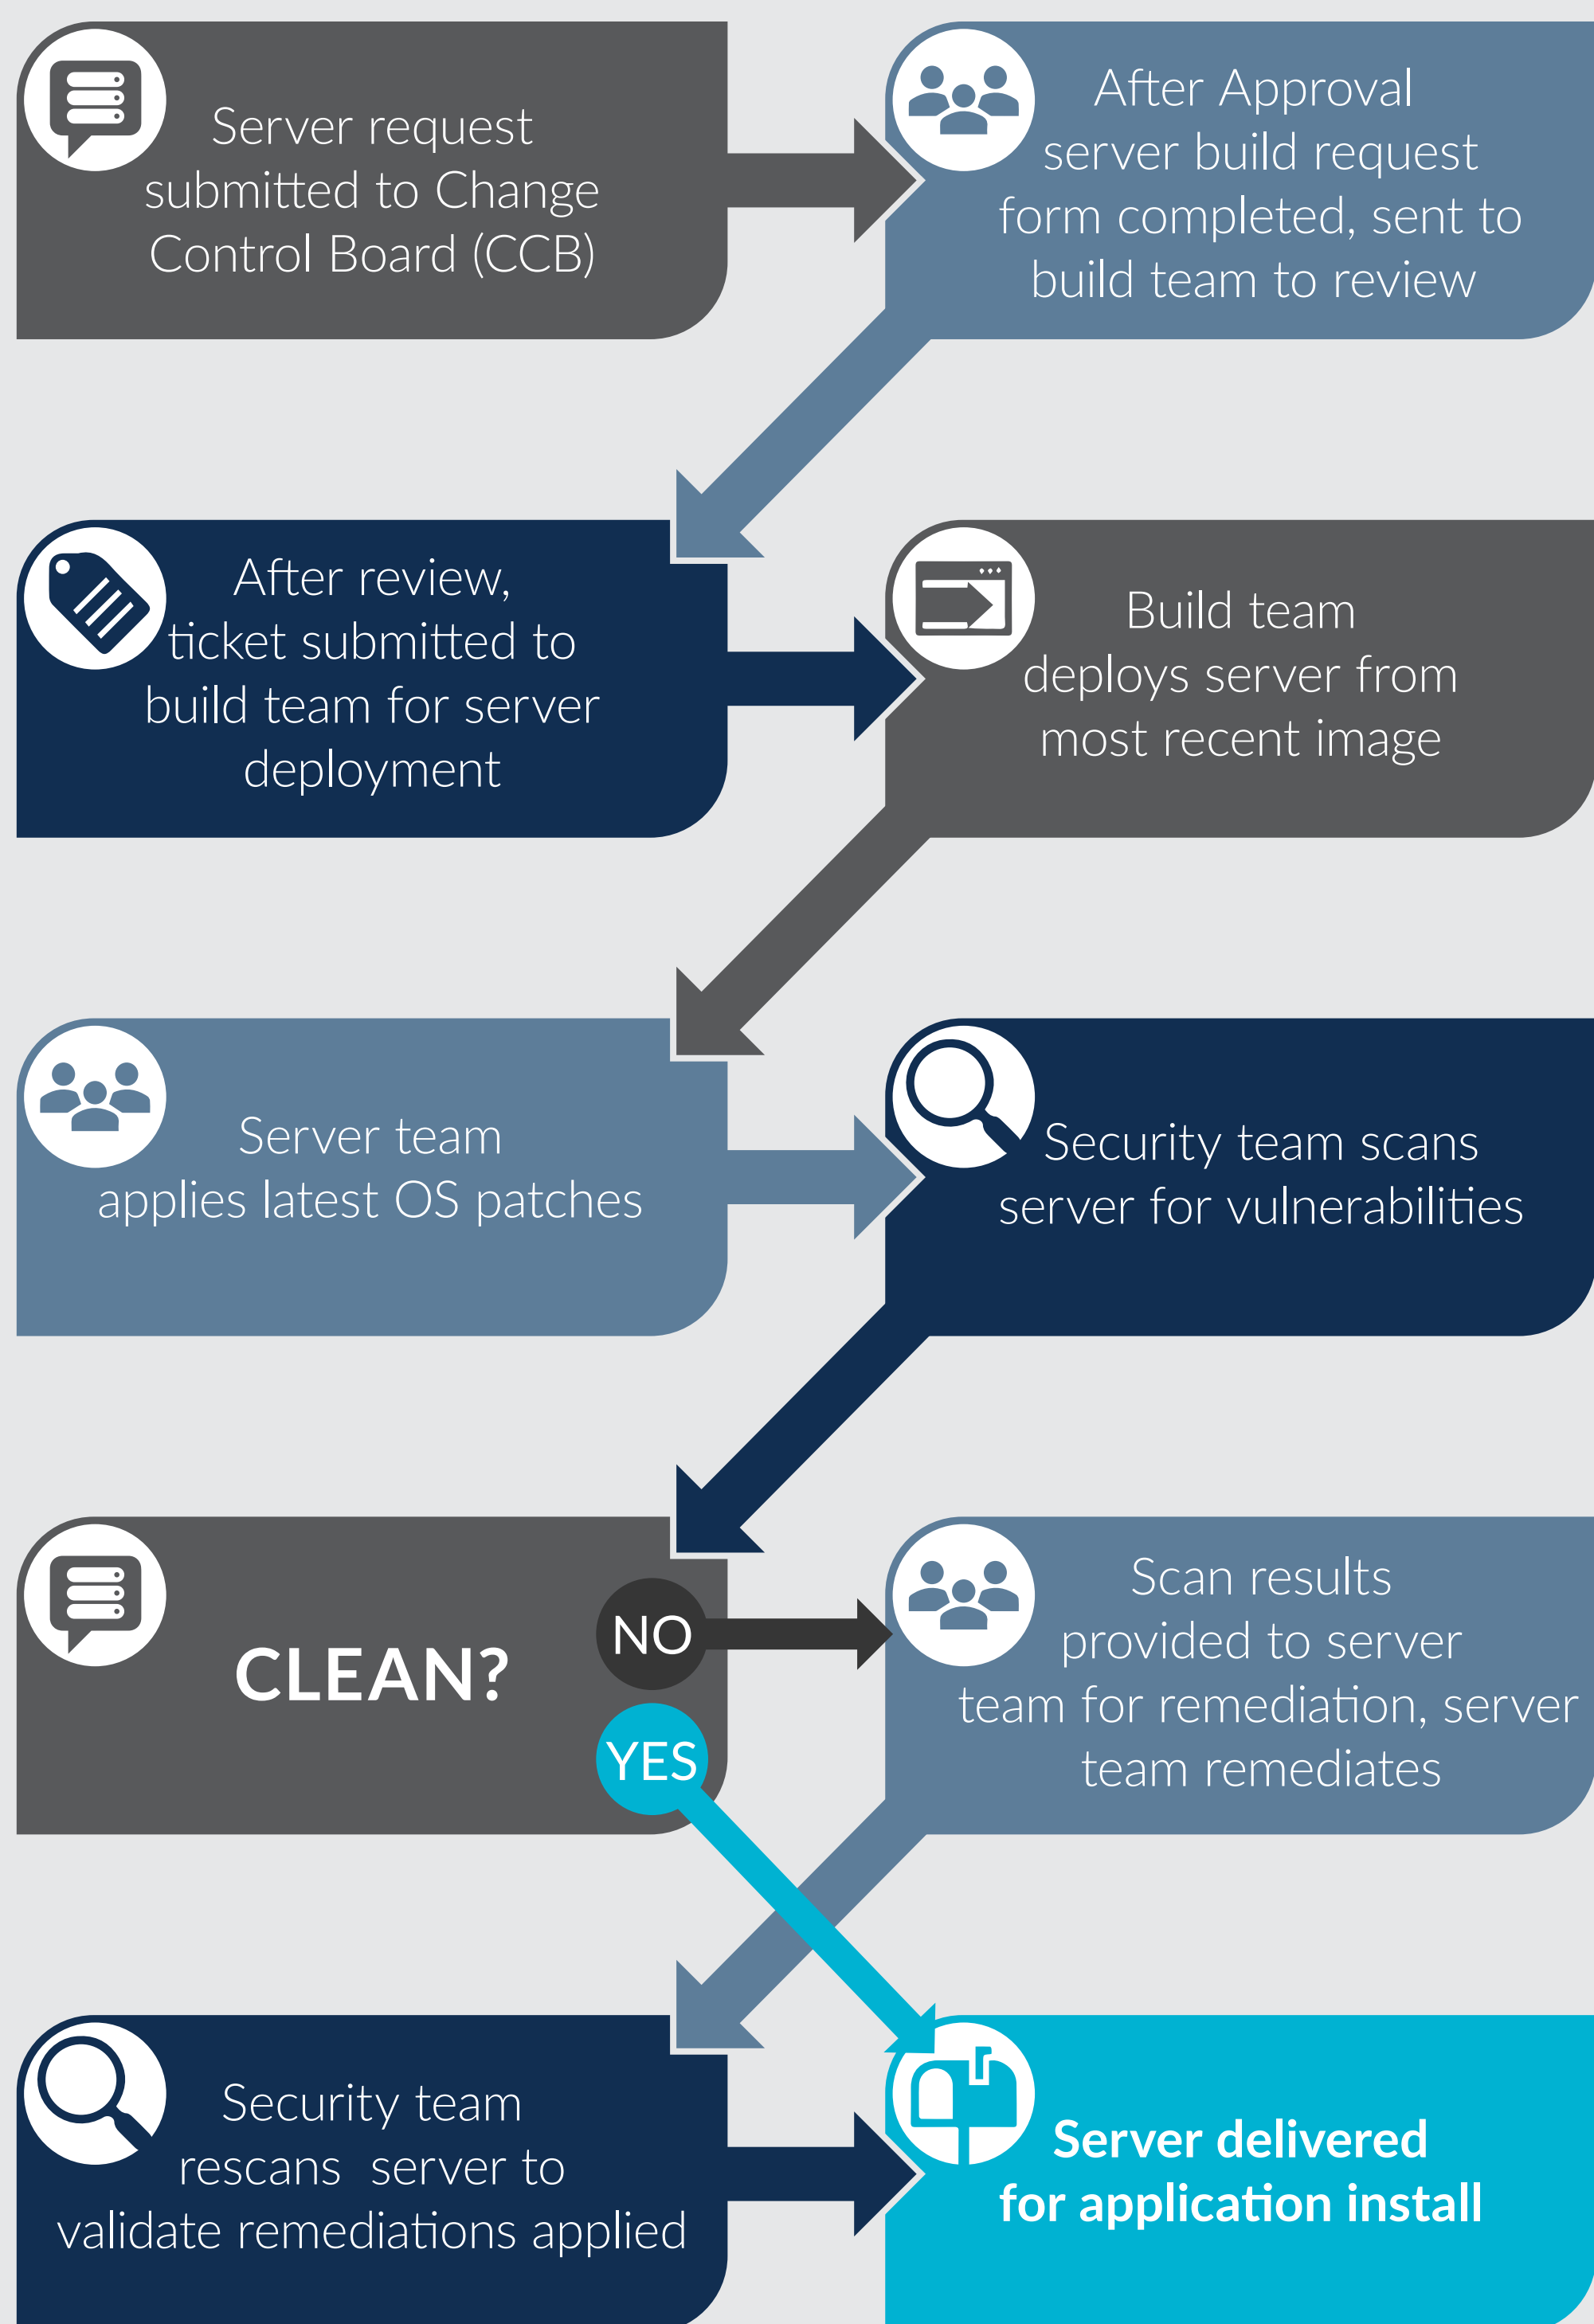 Server request
submitted to Change
Control Board (CCB)
After Approval
server build request
form completed, sent to
build team to review
After review,
ticket submitted to
build team for server
deployment
Build team
deploys server from
most recent image
Server team
applies latest OS patches
Security team scans
server for vulnerabilities
CLEAN?
NO
YES
Scan results
provided to server
team for remediation, server
team remediates
Security team
rescans server to
validate remediations applied
Server delivered
for application install